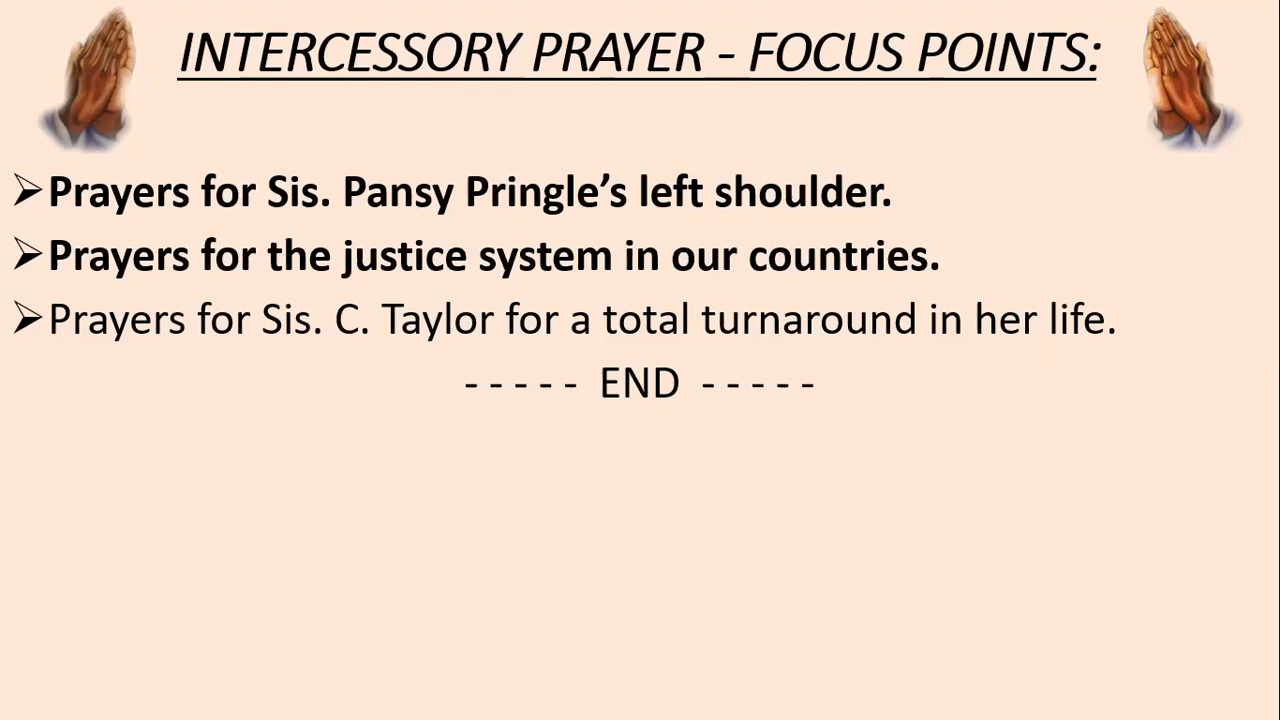 INTERCESSORY PRAYER - FOCUS POINTS:
➢Prayers for Sis. Pansy Pringle’s left shoulder.
➢Prayers for the justice system in our countries.
➢Prayers for Sis. C. Taylor for a total turnaround in her life.
- - - - - END - - - - -